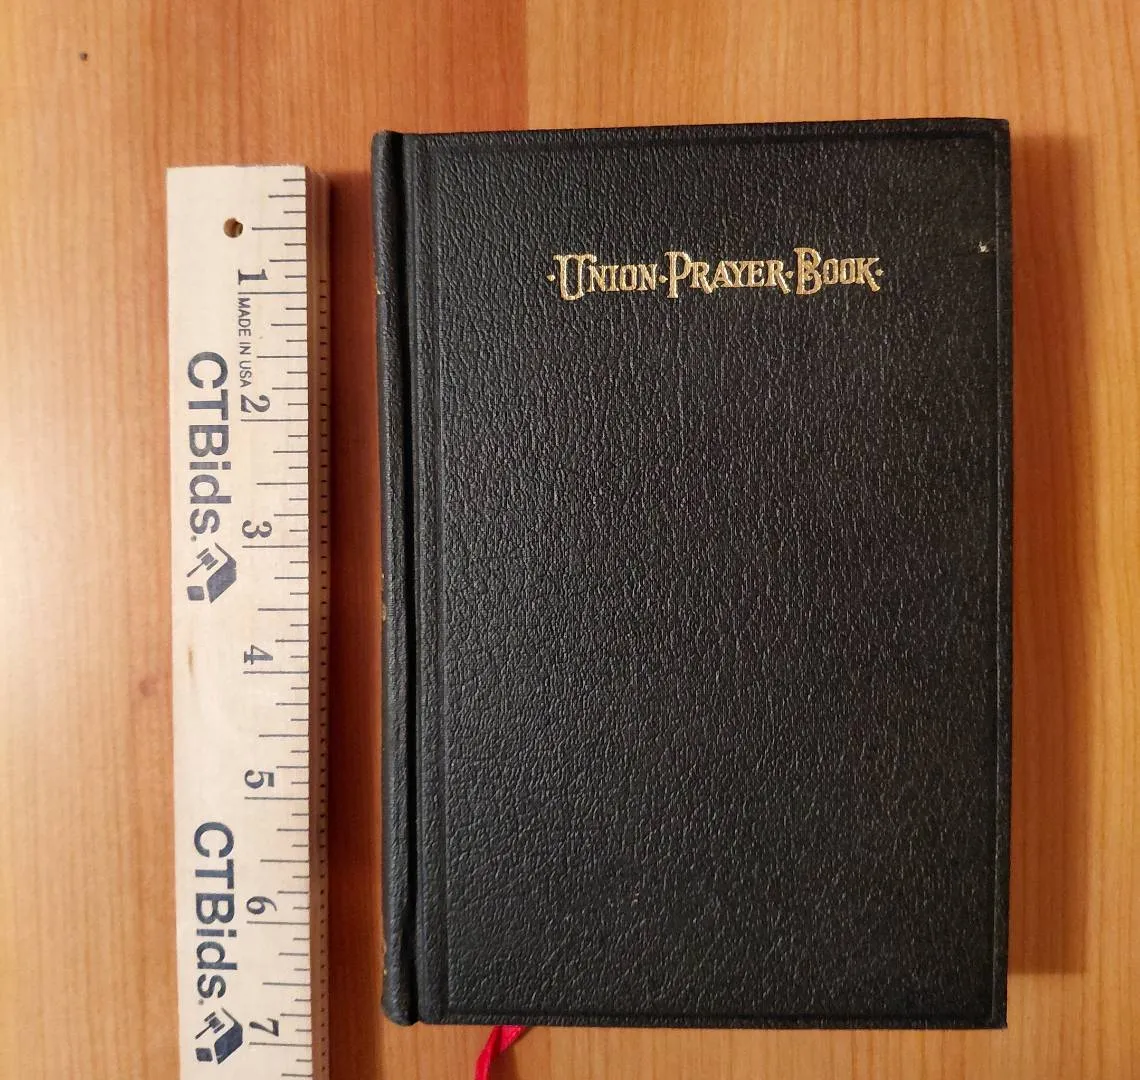 ·UNION·PRAYER·BOOK·
1
MADE IN USA
2
CTBids.
3
4
5
CTBids.
6
7